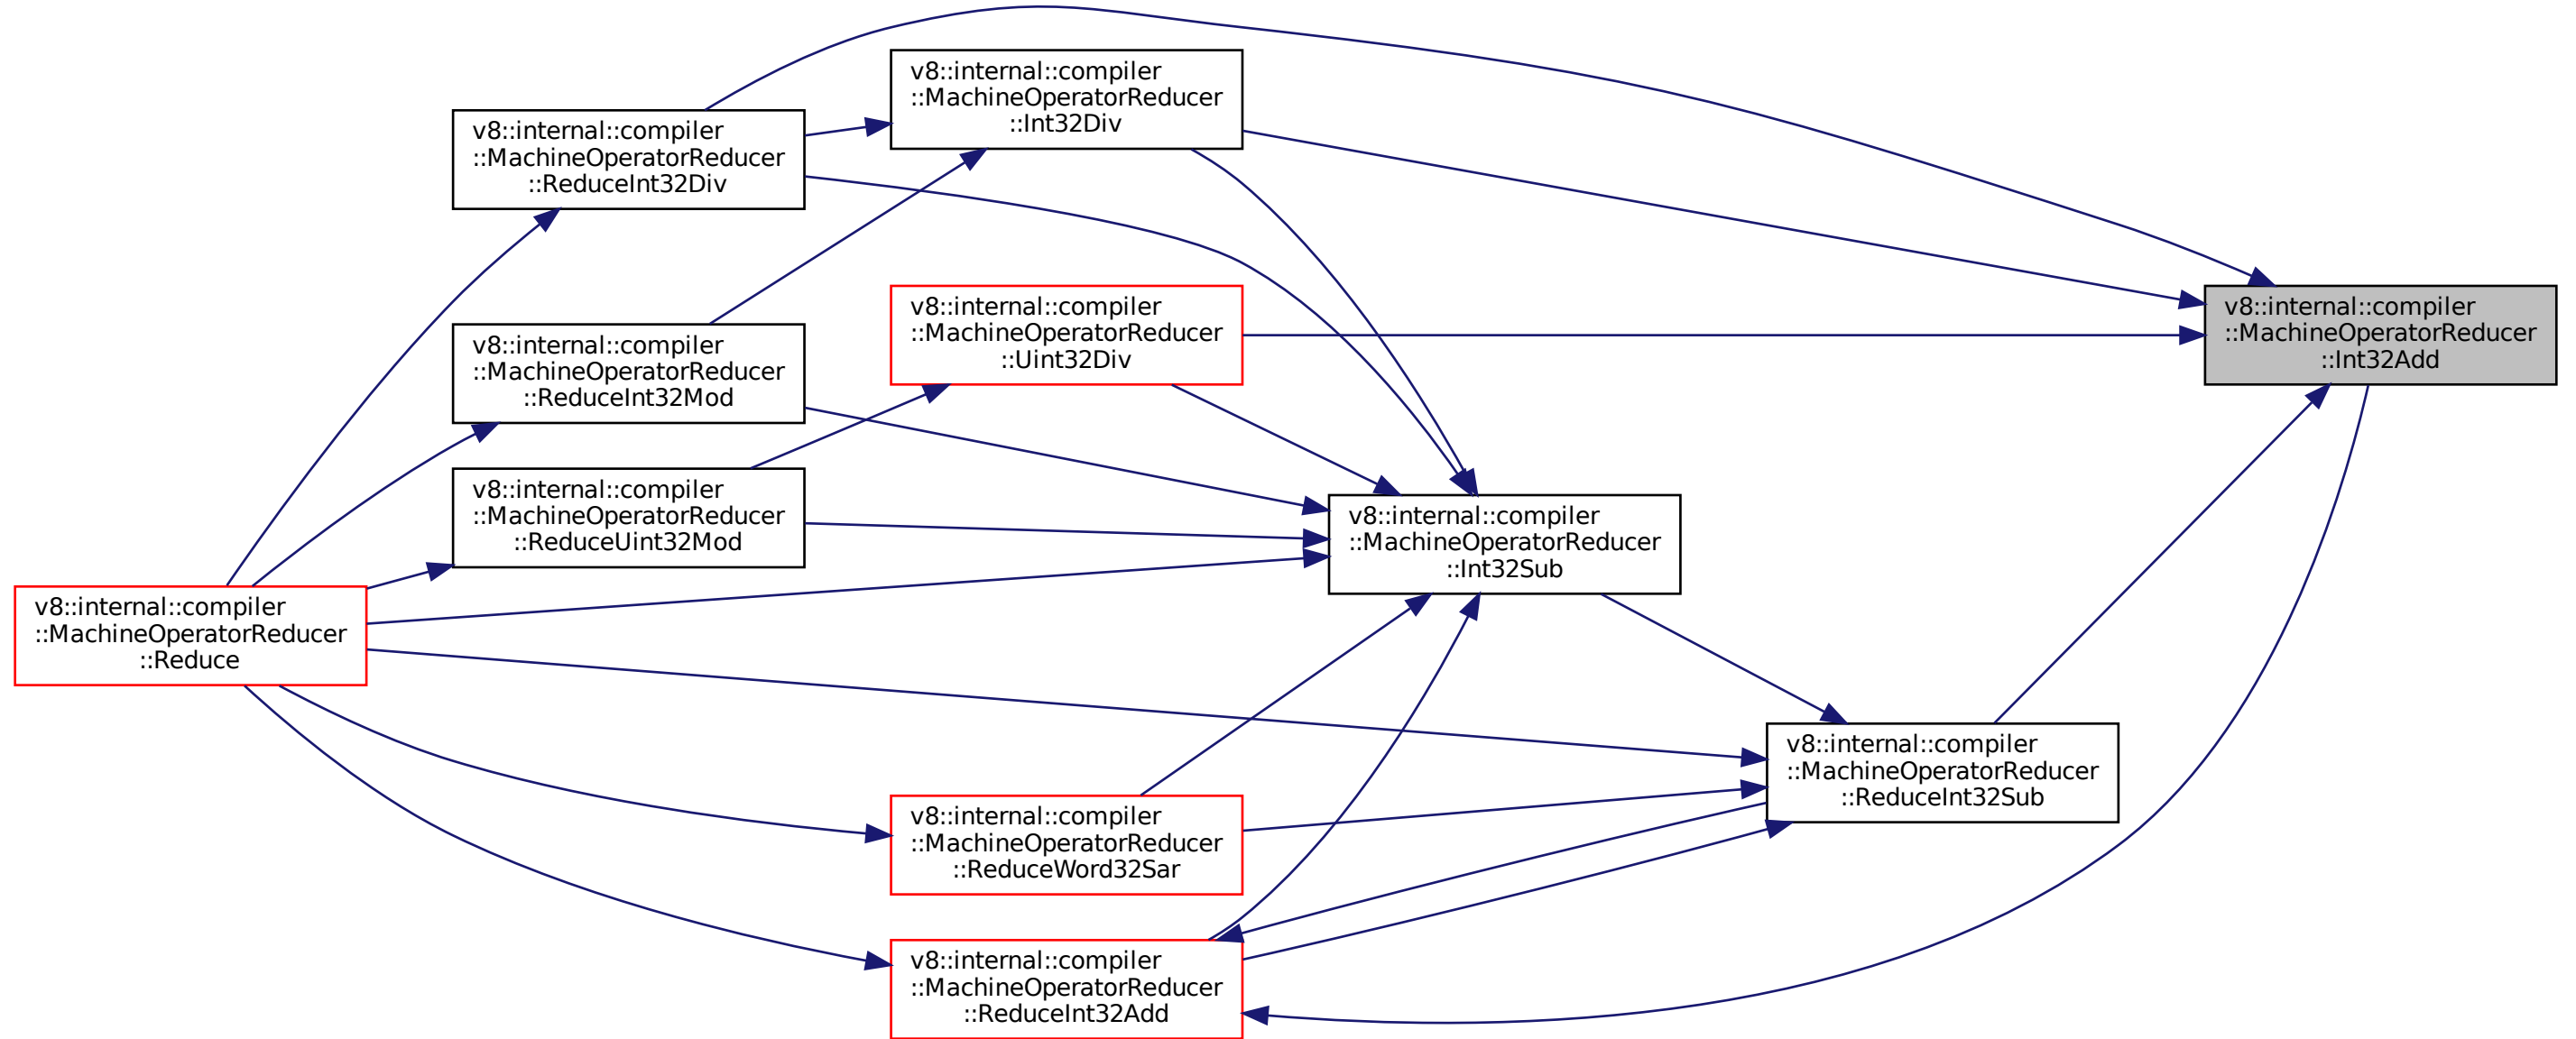 v8::internal::compiler
::MachineOperatorReducer
::Int32Div
v8::internal::compiler
::MachineOperatorReducer
::ReduceInt32Div
v8::internal::compiler
::MachineOperatorReducer
::Uint32Div
v8::internal::compiler
::MachineOperatorReducer
::Int32Add
v8::internal::compiler
::MachineOperatorReducer
::ReduceInt32Mod
v8::internal::compiler
::MachineOperatorReducer
::ReduceUint32Mod
v8::internal::compiler
::MachineOperatorReducer
::Int32Sub
v8::internal::compiler
::MachineOperatorReducer
::Reduce
v8::internal::compiler
::MachineOperatorReducer
::ReduceInt32Sub
v8::internal::compiler
::MachineOperatorReducer
::ReduceWord32Sar
v8::internal::compiler
::MachineOperatorReducer
::ReduceInt32Add